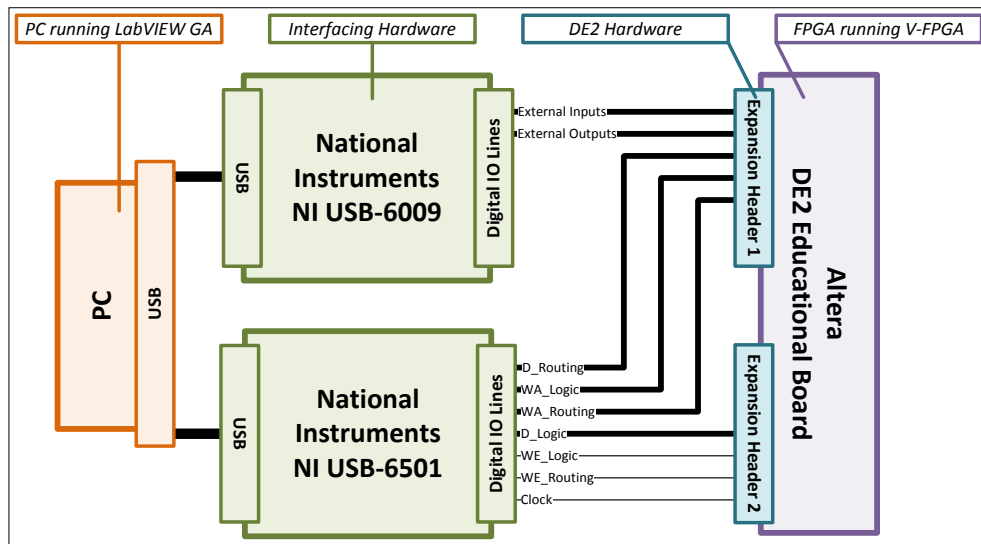 PC running LabVIEW GA
Interfacing Hardware
DE2 Hardware
FPGA running V-FPGA
PC
USB
USB
National
Instruments
NI USB-6009
Digital IO Lines
External Inputs
External Outputs
Expansion Header 1
USB
National
Instruments
NI USB-6501
Digital IO Lines
D_Routing
WA_Logic
WA_Routing
D_Logic
WE_Logic
WE_Routing
Clock
Expansion Header 2
Altera
DE2 Educational Board